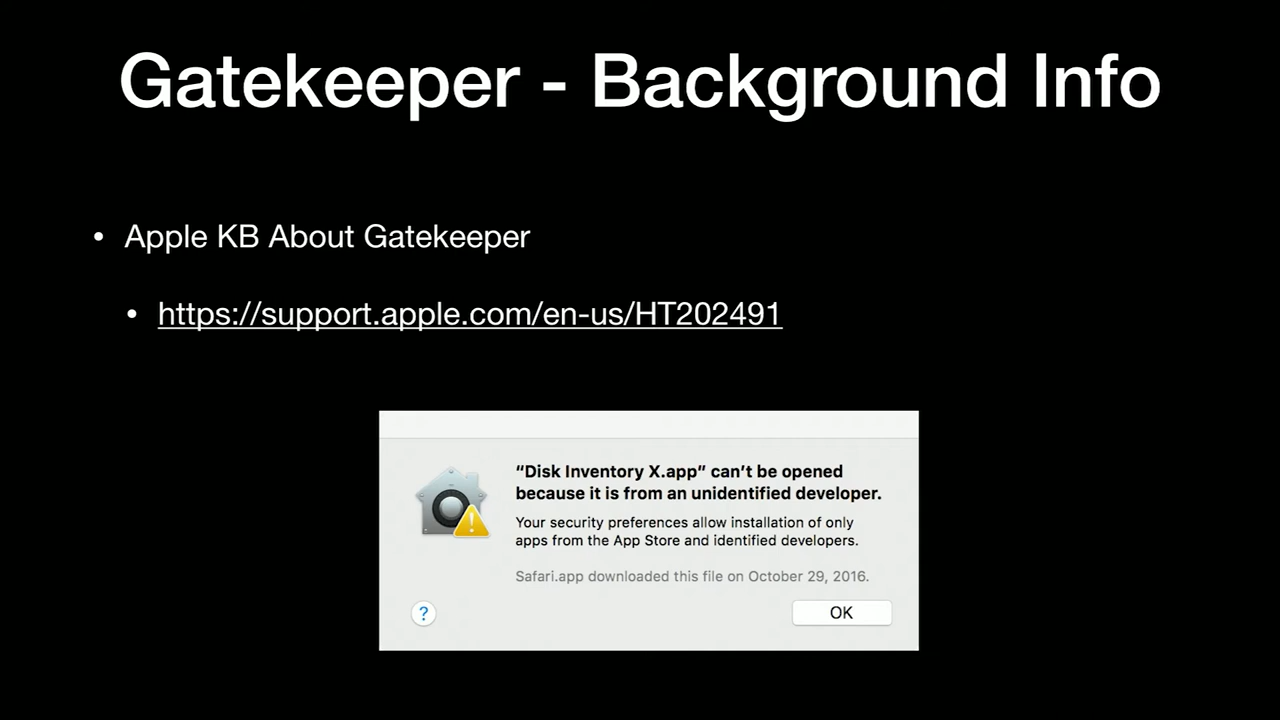 Gatekeeper - Background Info
• Apple KB About Gatekeeper
• https://support.apple.com/en-us/HT202491
“Disk Inventory X.app” can’t be opened
because it is from an unidentified developer.
Your security preferences allow installation of only
apps from the App Store and identified developers.
Safari.app downloaded this file on October 29, 2016.
?
OK